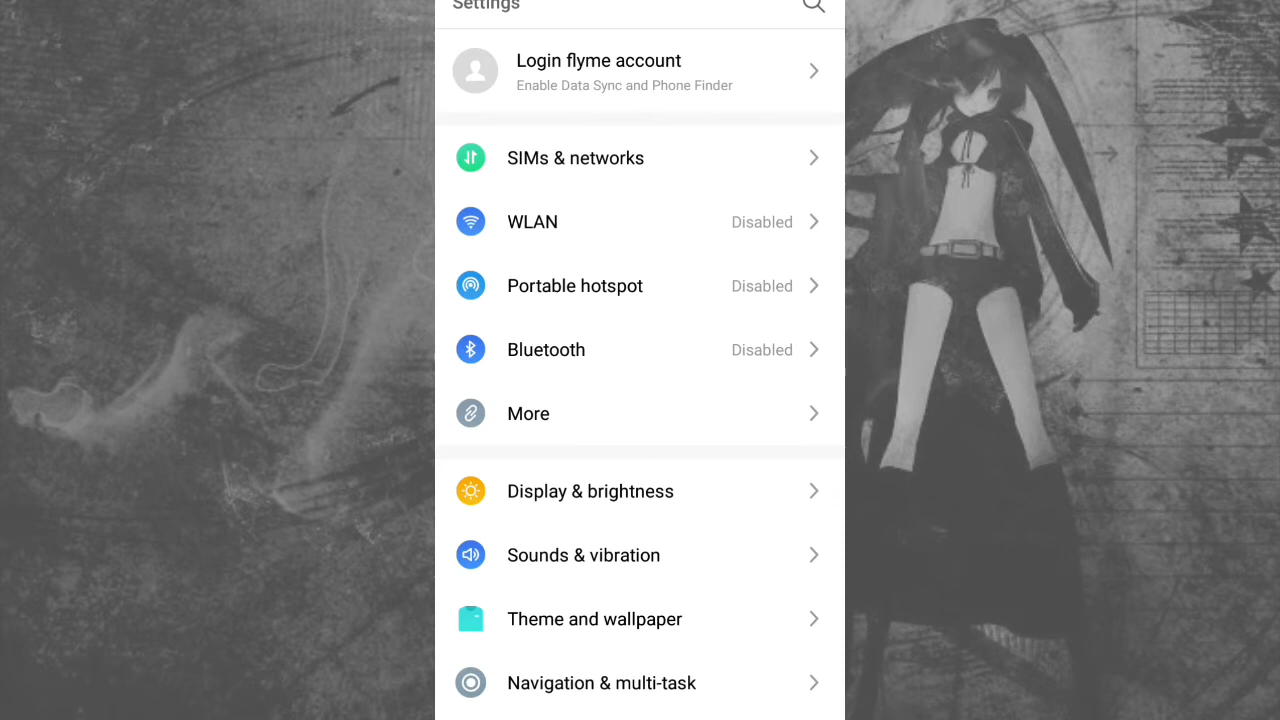 Settings
Login flyme account
Enable Data Sync and Phone Finder
SIMs & networks
WLAN Disabled
Portable hotspot Disabled
Bluetooth Disabled
More
Display & brightness
Sounds & vibration
Theme and wallpaper
Navigation & multi-task